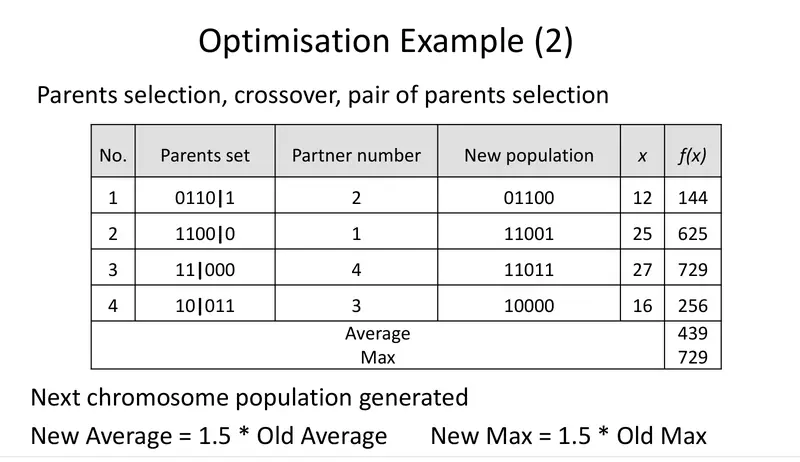 Optimisation Example (2)
Parents selection, crossover, pair of parents selection
No. Parents set Partner number New population x f(x)
1 0110|1 2 01100 12 144
2 1100|0 1 11001 25 625
3 11|000 4 11011 27 729
4 10|011 3 10000 16 256
Average 439
Max 729
Next chromosome population generated
New Average = 1.5 * Old Average New Max = 1.5 * Old Max